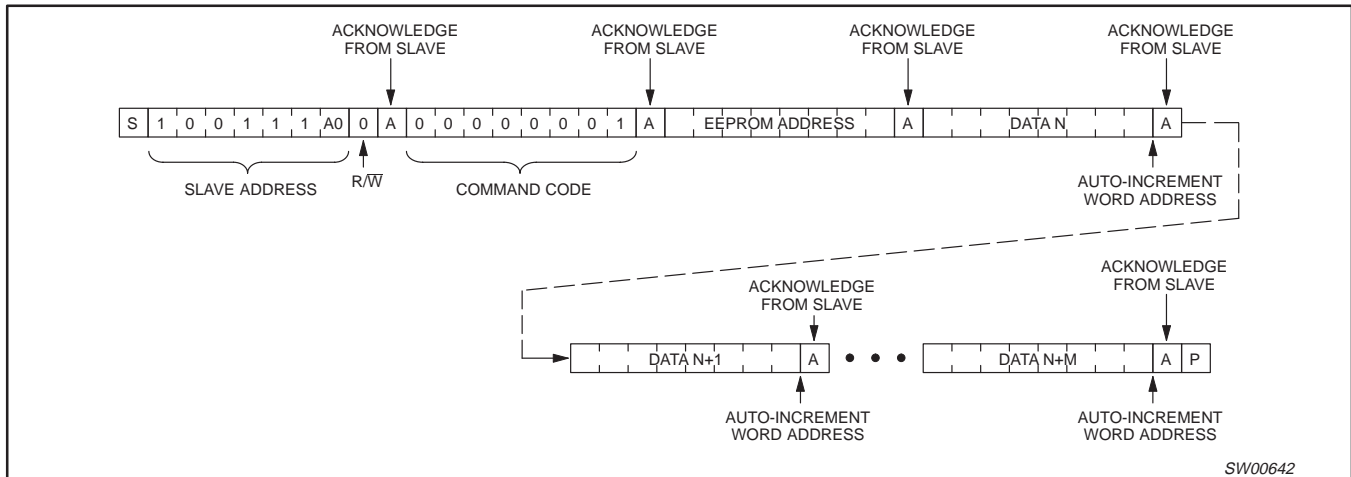 ACKNOWLEDGE
FROM SLAVE
ACKNOWLEDGE
FROM SLAVE
ACKNOWLEDGE
FROM SLAVE
ACKNOWLEDGE
FROM SLAVE
S 1 0 0 1 1 1 A0 0 A 0 0 0 0 0 0 0 1 A EEPROM ADDRESS A DATA N A
SLAVE ADDRESS
R/W̅
COMMAND CODE
AUTO-INCREMENT
WORD ADDRESS
ACKNOWLEDGE
FROM SLAVE
ACKNOWLEDGE
FROM SLAVE
DATA N+1 A • • • DATA N+M A P
AUTO-INCREMENT
WORD ADDRESS
AUTO-INCREMENT
WORD ADDRESS
SW00642